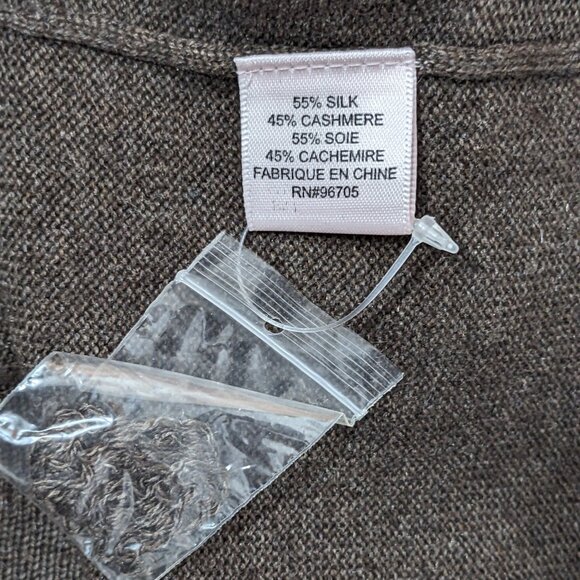 55% SILK
45% CASHMERE
55% SOIE
45% CACHEMIRE
FABRIQUE EN CHINE
RN#96705